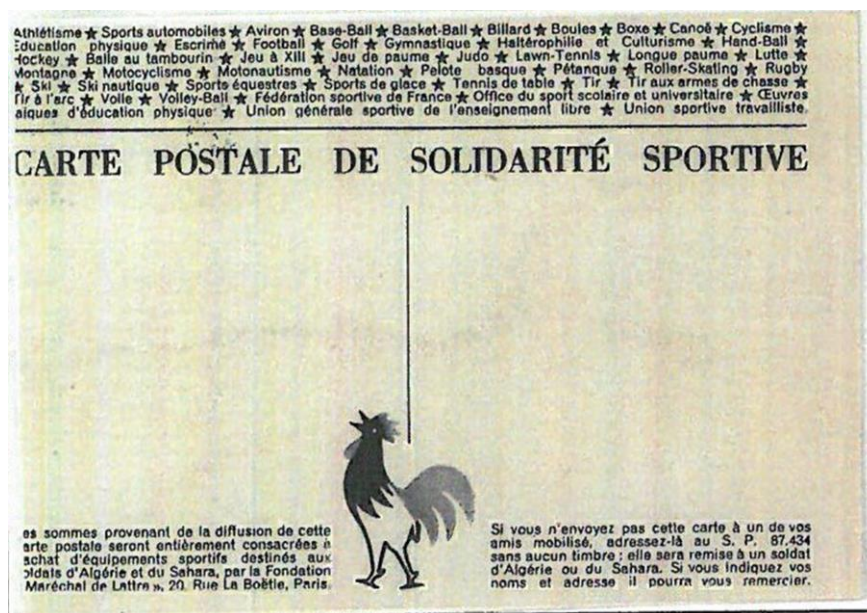 Athlétisme ★ Sports automobiles ★ Aviron ★ Base-Ball ★ Basket-Ball ★ Billard ★ Boules ★ Boxe ★ Canoë ★ Cyclisme ★
Education physique ★ Escrime ★ Football ★ Golf ★ Gymnastique ★ Haltérophilie et Culturisme ★ Hand-Ball ★
Hockey ★ Balle au tambourin ★ Jeu à XIII ★ Jeu de paume ★ Judo ★ Lawn-Tennis ★ Longue paume ★ Lutte ★
Montagne ★ Motocyclisme ★ Motonautisme ★ Natation ★ Pelote basque ★ Pétanque ★ Roller-Skating ★ Rugby
★ Ski ★ Ski nautique ★ Sports équestres ★ Sports de glace ★ Tennis de table ★ Tir ★ Tir aux armes de chasse ★
Tir à l'arc ★ Voile ★ Volley-Ball ★ Fédération sportive de France ★ Office du sport scolaire et universitaire ★ Œuvres
aïques d'éducation physique ★ Union générale sportive de l'enseignement libre ★ Union sportive travailliste.
CARTE POSTALE DE SOLIDARITÉ SPORTIVE
es sommes provenant de la diffusion de cette
arte postale seront entièrement consacrées à
achat d'équipements sportifs destinés aux
oldats d'Algérie et du Sahara, par la Fondation
Maréchal de Lattre », 20, Rue La Boëtie, Paris.
Si vous n'envoyez pas cette carte à un de vos
amis mobilisé, adressez-là au S. P. 87.434
sans aucun timbre : elle sera remise à un soldat
d'Algérie ou du Sahara. Si vous indiquez vos
noms et adresse il pourra vous remercier.